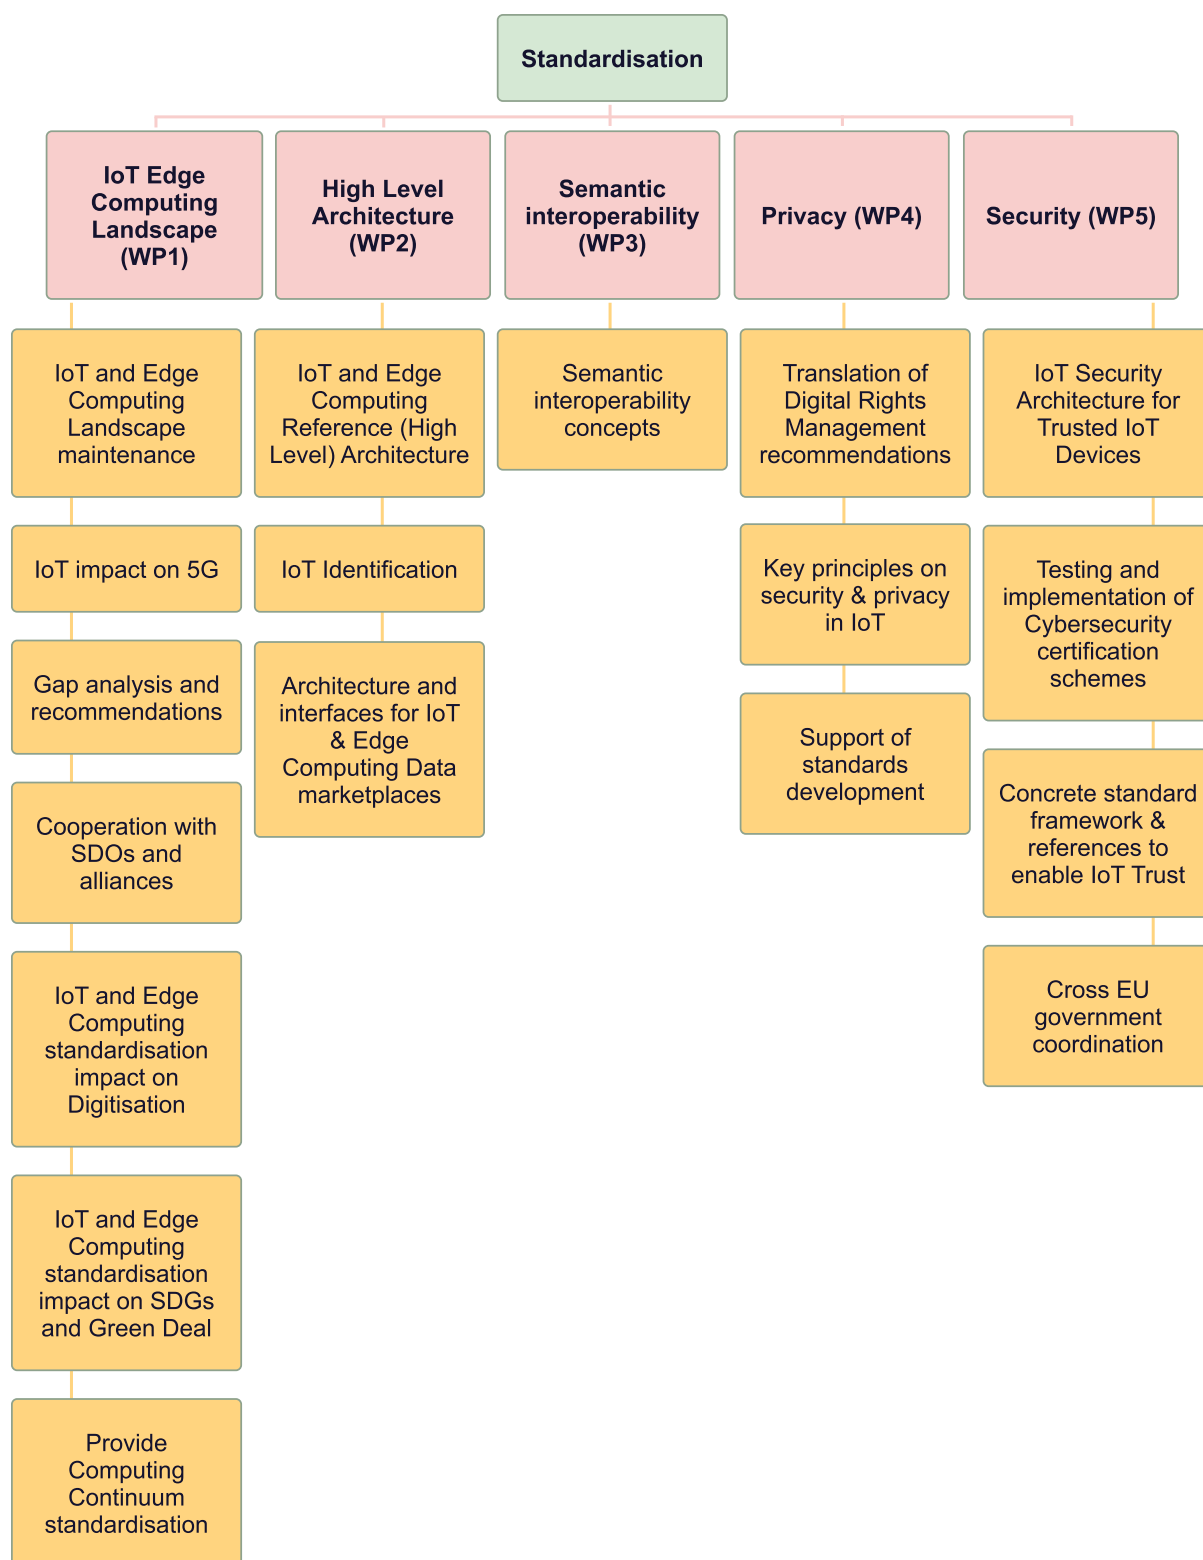 Standardisation
IoT Edge
Computing
Landscape
(WP1)
High Level
Architecture
(WP2)
Semantic
interoperability
(WP3)
Privacy (WP4)
Security (WP5)
IoT and Edge
Computing
Landscape
maintenance
IoT impact on 5G
Gap analysis and
recommendations
Cooperation with
SDOs and
alliances
IoT and Edge
Computing
standardisation
impact on
Digitisation
IoT and Edge
Computing
standardisation
impact on SDGs
and Green Deal
Provide
Computing
Continuum
standardisation
IoT and Edge
Computing
Reference (High
Level) Architecture
IoT Identification
Architecture and
interfaces for IoT
& Edge
Computing Data
marketplaces
Semantic
interoperability
concepts
Translation of
Digital Rights
Management
recommendations
Key principles on
security & privacy
in IoT
Support of
standards
development
IoT Security
Architecture for
Trusted IoT
Devices
Testing and
implementation of
Cybersecurity
certification
schemes
Concrete standard
framework &
references to
enable IoT Trust
Cross EU
government
coordination